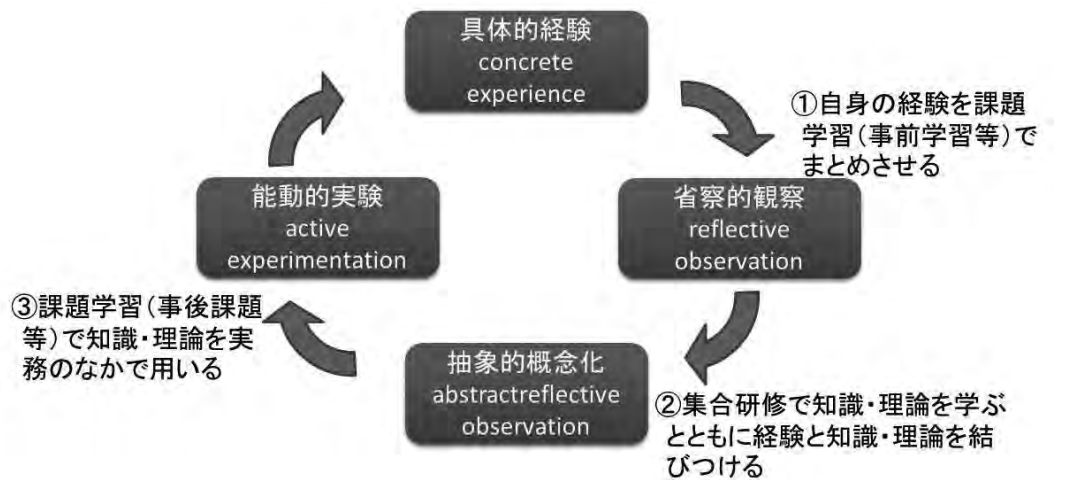 具体的経験
concrete
experience
①自身の経験を課題
学習(事前学習等)で
まとめさせる
能動的実験
active
experimentation
省察的観察
reflective
observation
③課題学習(事後課題
等)で知識・理論を実
務のなかで用いる
抽象的概念化
abstractreflective
observation
②集合研修で知識・理論を学ぶ
とともに経験と知識・理論を結
びつける